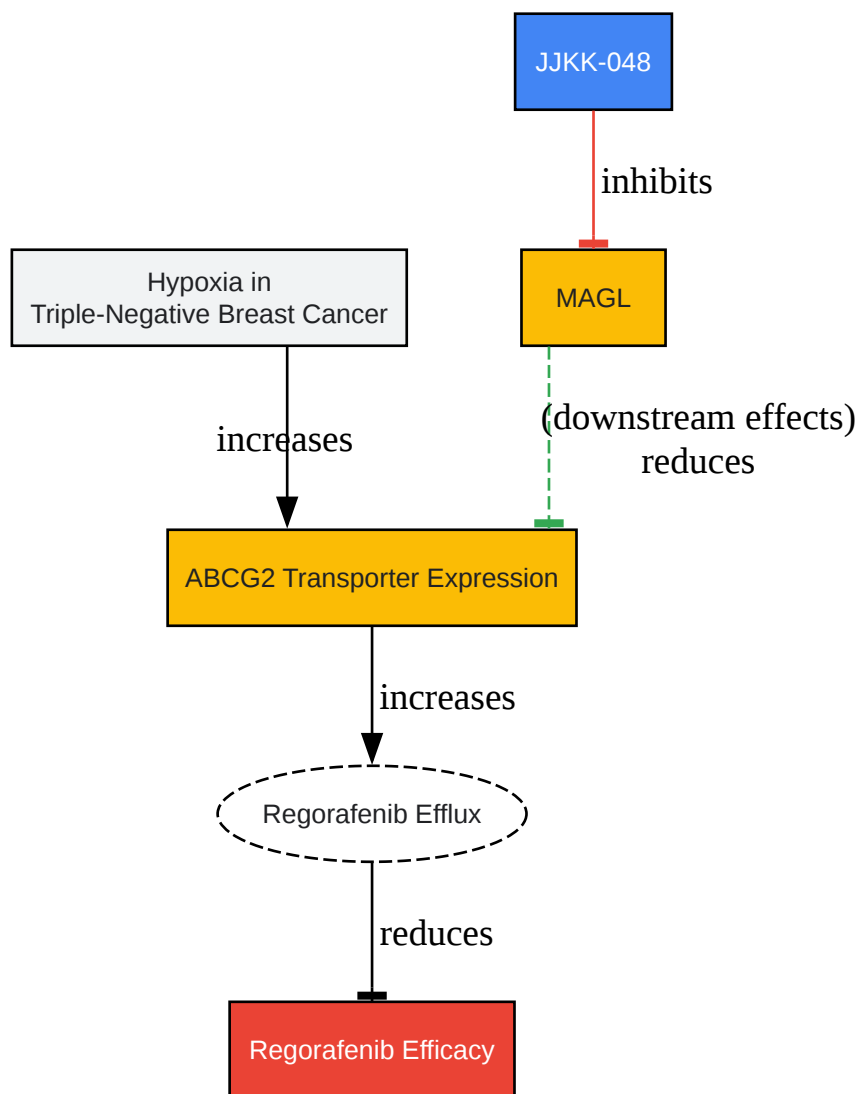 JJKK-048
inhibits
Hypoxia in
Triple-Negative Breast Cancer
MAGL
increases
(downstream effects)
reduces
ABCG2 Transporter Expression
increases
Regorafenib Efflux
reduces
Regorafenib Efficacy